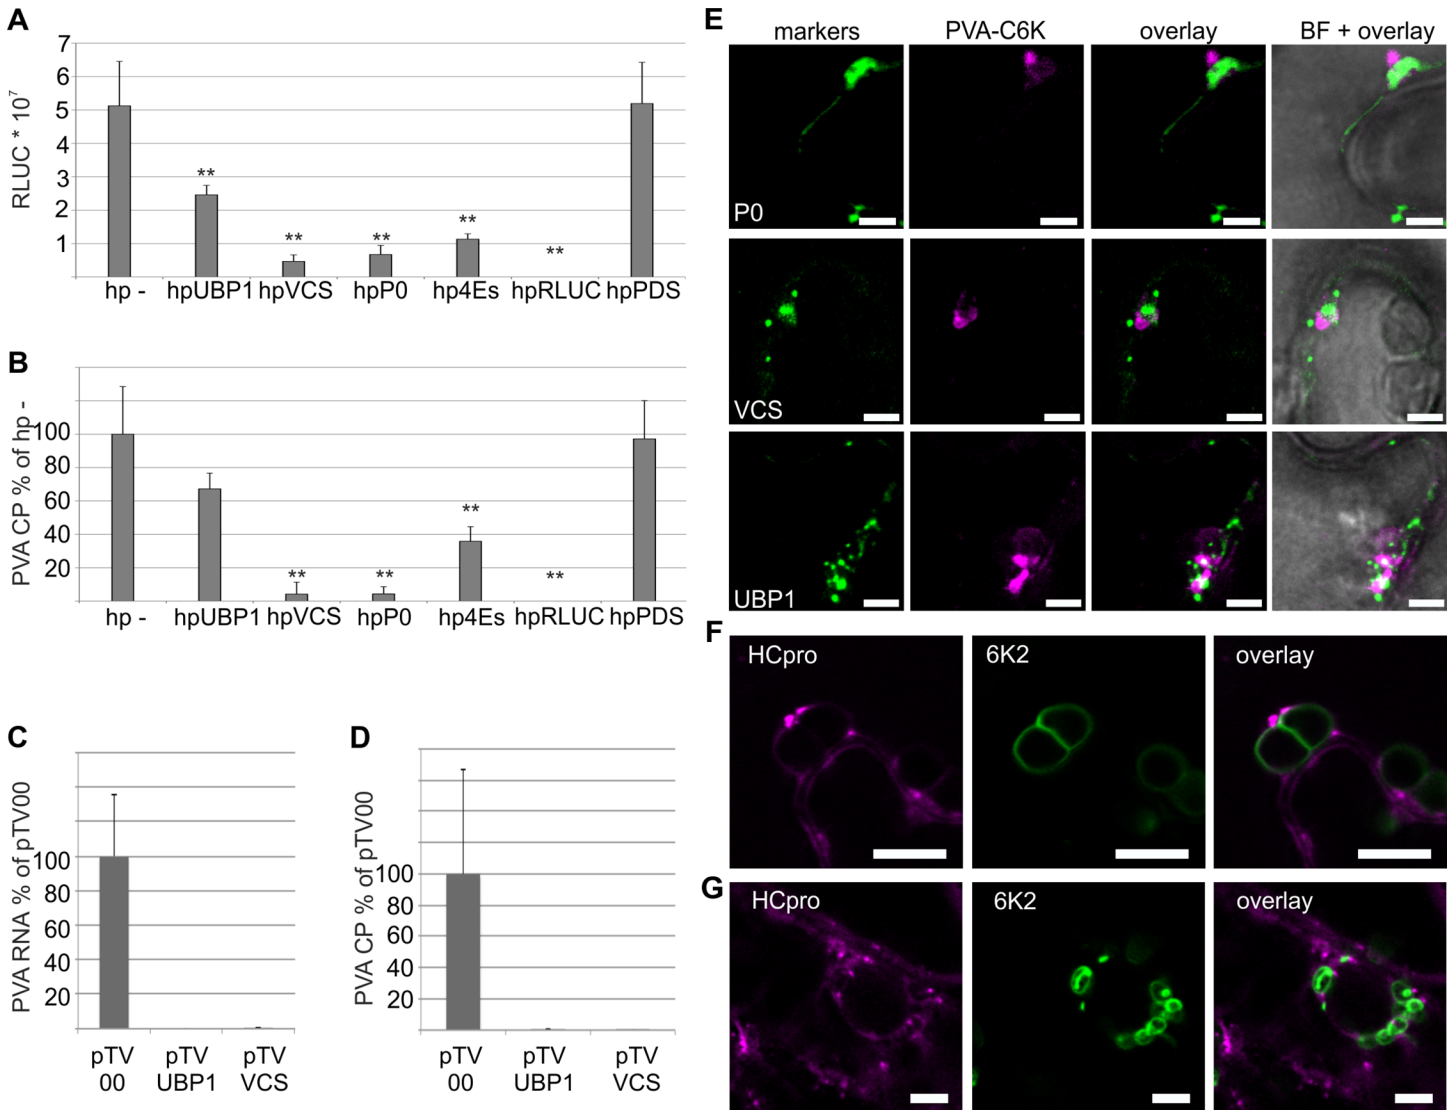 A
RLUC * 10⁷
7
6
5
4
3
2
1
** ** ** ** **
hp - hpUBP1 hpVCS hpP0 hp4Es hpRLUC hpPDS
B
PVA CP % of hp -
100
80
60
40
20
** ** ** **
hp - hpUBP1 hpVCS hpP0 hp4Es hpRLUC hpPDS
C
PVA RNA % of pTV00
100
80
60
40
20
pTV 00
pTV UBP1
pTV VCS
D
PVA CP % of pTV00
100
80
60
40
20
pTV 00
pTV UBP1
pTV VCS
E
markers PVA-C6K overlay BF + overlay
P0
VCS
UBP1
F
HCpro 6K2 overlay
G
HCpro 6K2 overlay